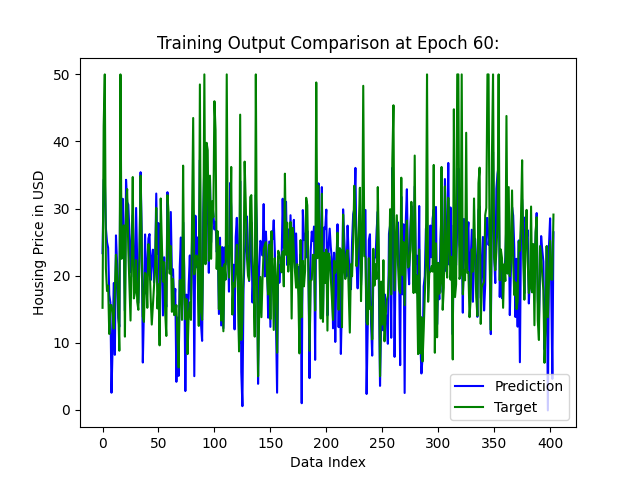 Training Output Comparison at Epoch 60:
50
40
30
20
10
0
Housing Price in USD
Prediction
Target
0 50 100 150 200 250 300 350 400
Data Index